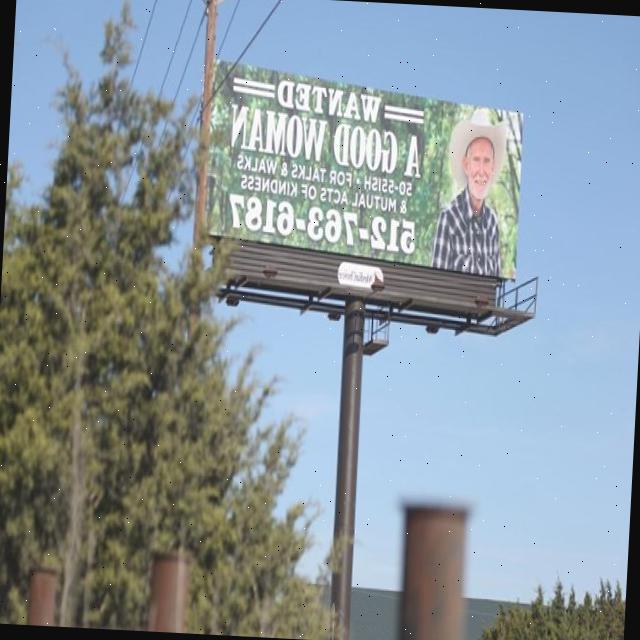 WANTED
A GOOD WOMAN
50-55ISH • FOR TALKS & WALKS
& MUTUAL ACTS OF KINDNESS
512-763-6187